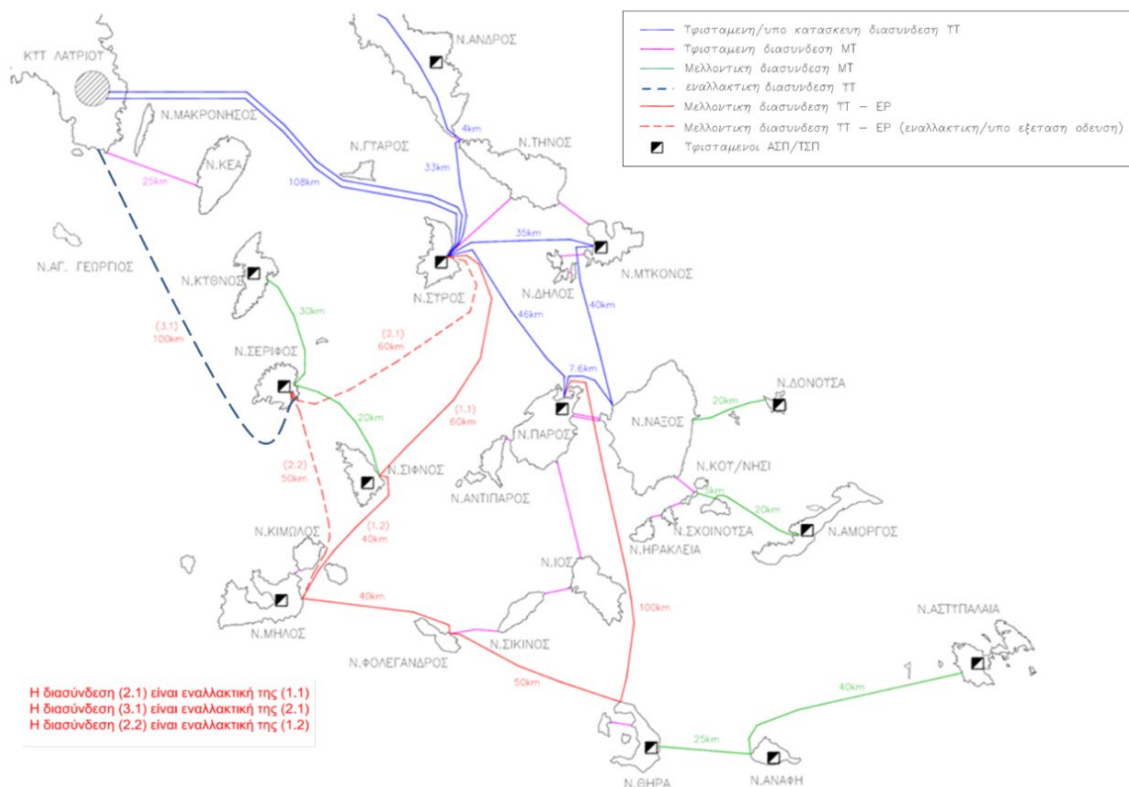 Υφισταμενη/υπο κατασκευη διασυνδεση ΥΤ
Υφισταμενη διασυνδεση ΜΤ
Μελλοντικη διασυνδεση ΜΤ
εναλλακτικη διασυνδεση ΥΤ
Μελλοντικη διασυνδεση ΥΤ – ΕΡ
Μελλοντικη διασυνδεση ΥΤ – ΕΡ (εναλλακτικη/υπο εξεταση οδευση)
Υφισταμενοι ΑΣΠ/ΤΣΠ
Ν.ΑΝΔΡΟΣ
ΚΥΤ ΛΑΥΡΙΟΥ
Ν.ΜΑΚΡΟΝΗΣΟΣ
4km
Ν.ΤΗΝΟΣ
Ν.ΓΥΑΡΟΣ
Ν.ΚΕΑ
33km
25km
108km
35km
Ν.ΑΓ. ΓΕΩΡΓΙΟΣ
Ν.ΚΥΘΝΟΣ
Ν.ΜΥΚΟΝΟΣ
Ν.ΔΗΛΟΣ
Ν.ΣΥΡΟΣ
40km
30km
46km
(3.1)
100km
(2.1)
60km
Ν.ΣΕΡΙΦΟΣ
7.6km
Ν.ΔΟΝΟΥΣΑ
20km
(1.1)
60km
20km
Ν.ΝΑΞΟΣ
Ν.ΠΑΡΟΣ
(2.2)
50km
Ν.ΣΙΦΝΟΣ
Ν.ΚΟΥ/ΝΗΣΙ
5km
Ν.ΑΝΤΙΠΑΡΟΣ
20km
(1.2)
40km
Ν.ΚΙΜΩΛΟΣ
Ν.ΣΧΟΙΝΟΥΣΑ
Ν.ΑΜΟΡΓΟΣ
Ν.ΗΡΑΚΛΕΙΑ
Ν.ΙΟΣ
40km
100km
Ν.ΑΣΤΥΠΑΛΑΙΑ
Ν.ΜΗΛΟΣ
Ν.ΣΙΚΙΝΟΣ
Ν.ΦΟΛΕΓΑΝΔΡΟΣ
50km
40km
Η διασύνδεση (2.1) είναι εναλλακτική της (1.1)
Η διασύνδεση (3.1) είναι εναλλακτική της (2.1)
Η διασύνδεση (2.2) είναι εναλλακτική της (1.2)
25km
Ν.ΘΗΡΑ
Ν.ΑΝΑΦΗ